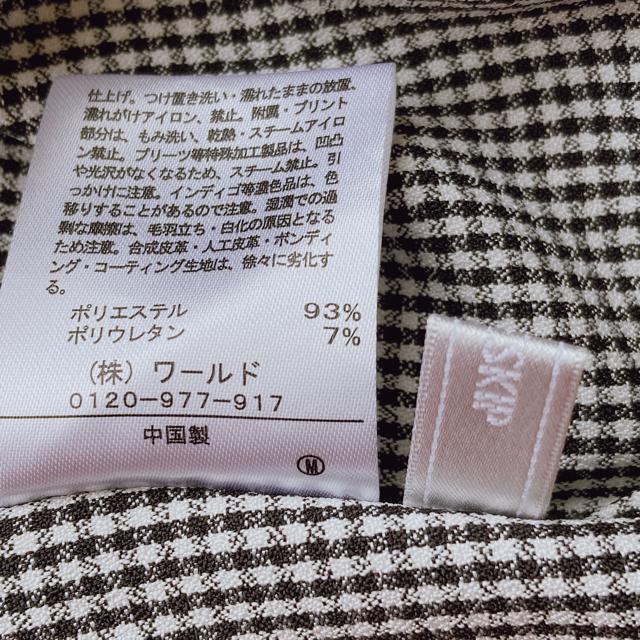 仕上げ。つけ置き洗い・濡れたままの放置、
濡れがけアイロン、禁止。附属・プリント
部分は、もみ洗い、乾熱・スチームアイロ
ン禁止。プリーツ等特殊加工製品は、凹凸
や光沢がなくなるため、スチーム禁止。引
っかけに注意。インディゴ等濃色品は、色
移りすることがあるので注意。湿潤での過
剰な摩擦は、毛羽立ち・白化の原因となる
ため注意。合成皮革・人工皮革・ボンディ
ング・コーティング生地は、徐々に劣化す
る。
ポリエステル 93%
ポリウレタン 7%
(株)ワールド
0120-977-917
中国製
M
SKIP